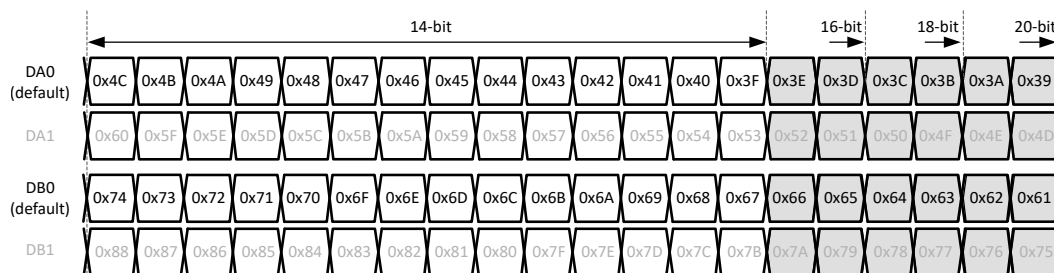 14-bit 16-bit 18-bit 20-bit
DA0 (default) 0x4C 0x4B 0x4A 0x49 0x48 0x47 0x46 0x45 0x44 0x43 0x42 0x41 0x40 0x3F 0x3E 0x3D 0x3C 0x3B 0x3A 0x39
DA1 0x60 0x5F 0x5E 0x5D 0x5C 0x5B 0x5A 0x59 0x58 0x57 0x56 0x55 0x54 0x53 0x52 0x51 0x50 0x4F 0x4E 0x4D
DB0 (default) 0x74 0x73 0x72 0x71 0x70 0x6F 0x6E 0x6D 0x6C 0x6B 0x6A 0x69 0x68 0x67 0x66 0x65 0x64 0x63 0x62 0x61
DB1 0x88 0x87 0x86 0x85 0x84 0x83 0x82 0x81 0x80 0x7F 0x7E 0x7D 0x7C 0x7B 0x7A 0x79 0x78 0x77 0x76 0x75